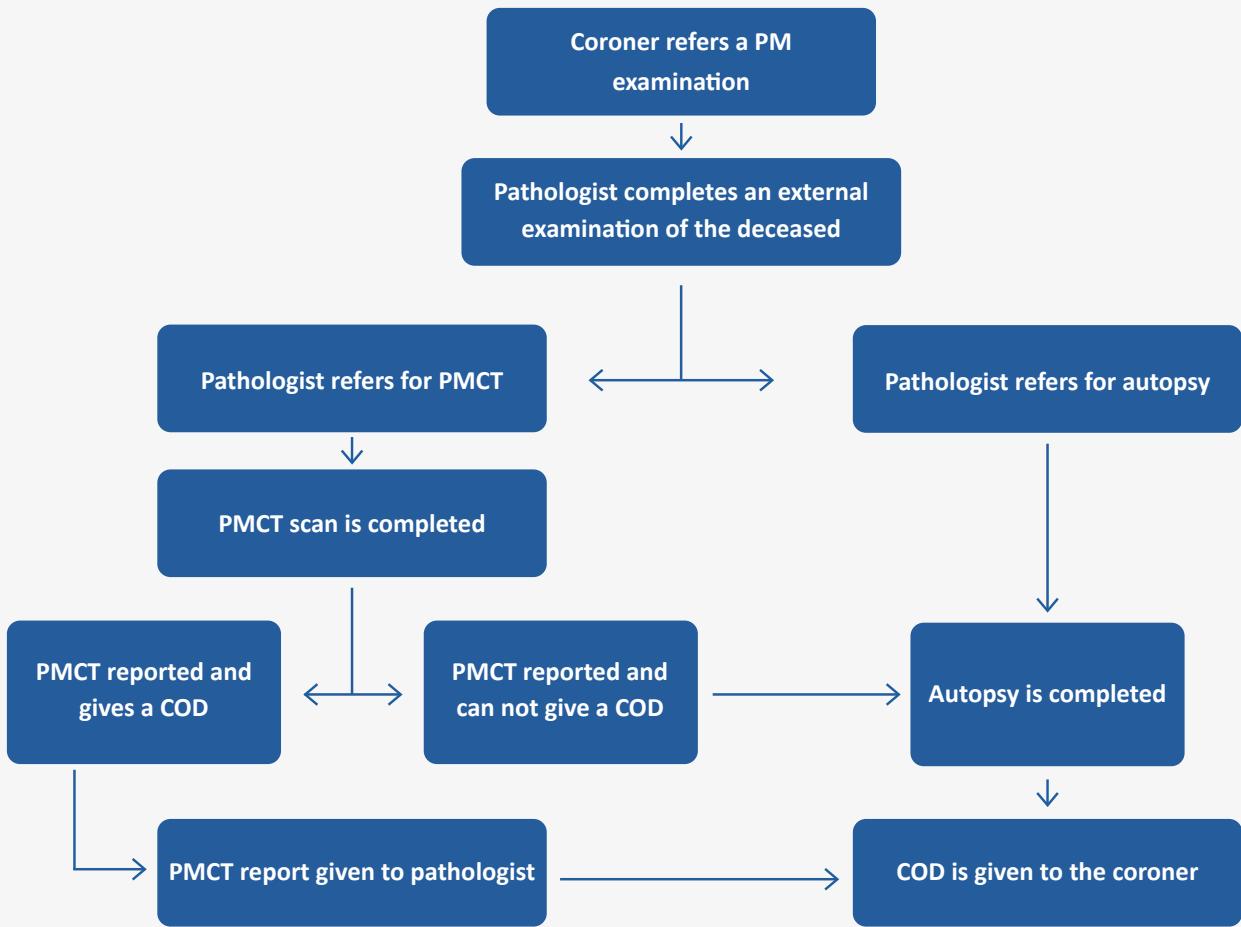 Coroner refers a PM
examination
Pathologist completes an external
examination of the deceased
Pathologist refers for PMCT
Pathologist refers for autopsy
PMCT scan is completed
PMCT reported and
gives a COD
PMCT reported and
can not give a COD
Autopsy is completed
PMCT report given to pathologist
COD is given to the coroner